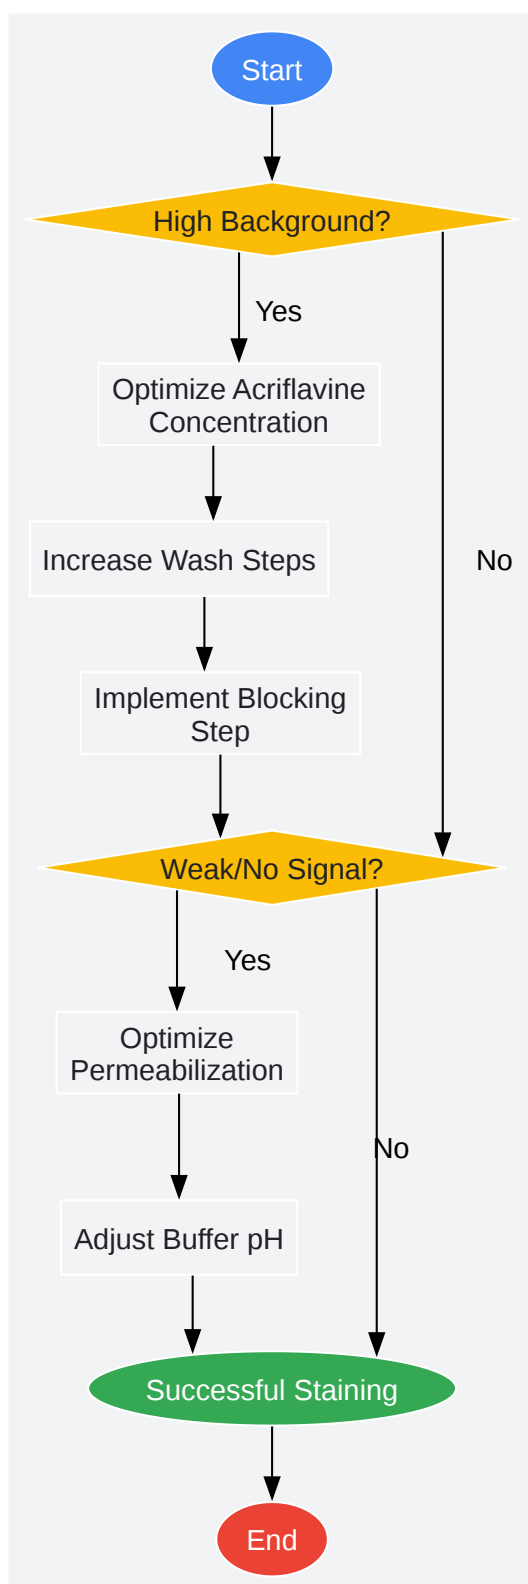 Start
High Background?
Yes
Optimize Acriflavine
Concentration
Increase Wash Steps
No
Implement Blocking
Step
Weak/No Signal?
Yes
Optimize
Permeabilization
No
Adjust Buffer pH
Successful Staining
End